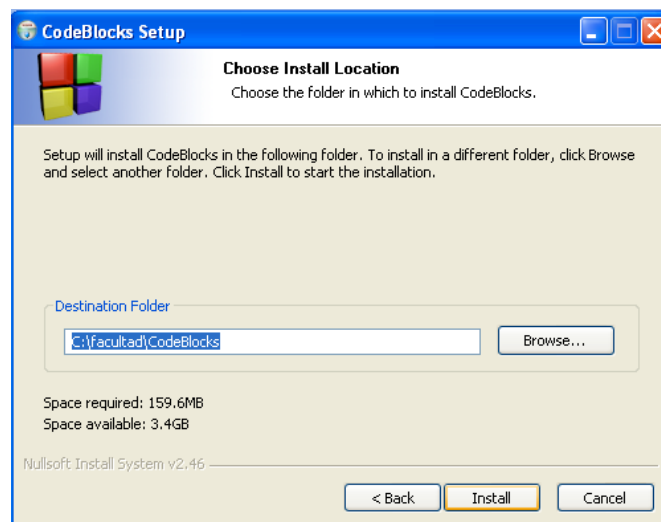 CodeBlocks Setup
Choose Install Location
Choose the folder in which to install CodeBlocks.
Setup will install CodeBlocks in the following folder. To install in a different folder, click Browse
and select another folder. Click Install to start the installation.
Destination Folder
C:\facultad\CodeBlocks
Browse...
Space required: 159.6MB
Space available: 3.4GB
Nullsoft Install System v2.46
< Back
Install
Cancel